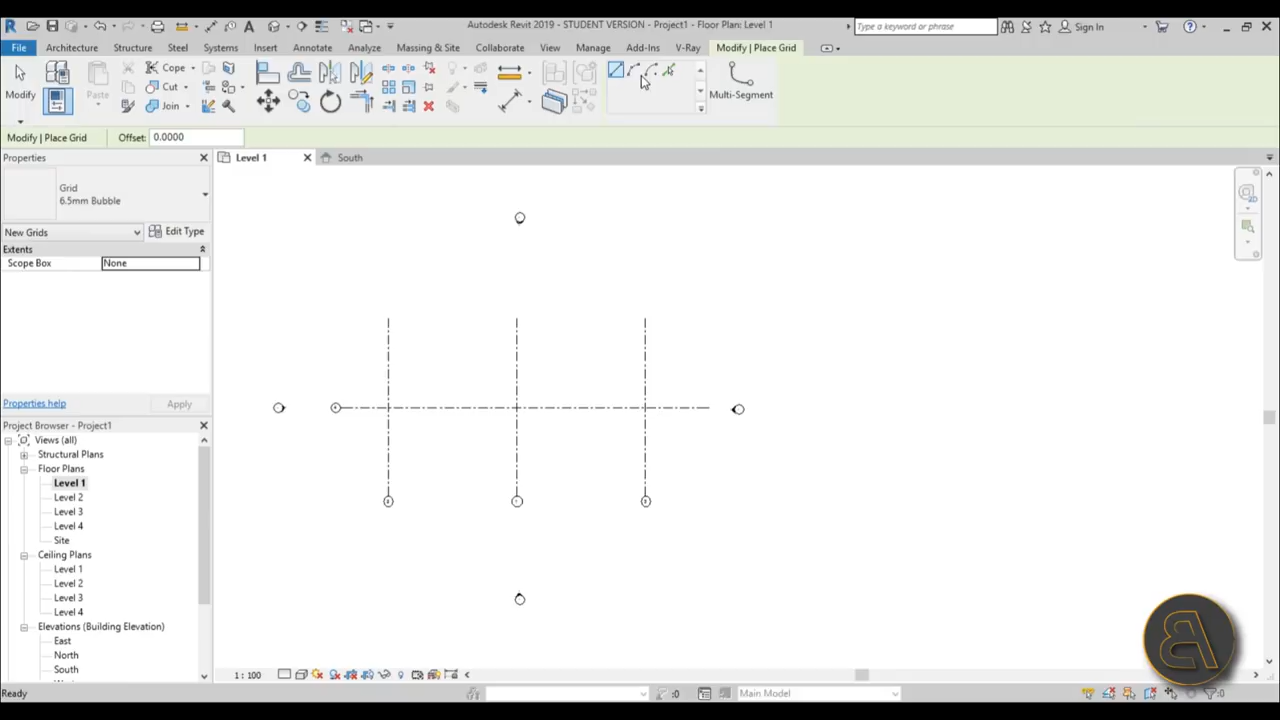 Autodesk Revit 2019 - STUDENT VERSION - Project1 - Floor Plan: Level 1
Type a keyword or phrase
Sign In
File Architecture Structure Steel Systems Insert Annotate Analyze Massing & Site Collaborate View Manage Add-Ins V-Ray Modify | Place Grid
Modify
Paste
Cope
Cut
Join
Multi-Segment
Modify | Place Grid Offset: 0.0000
Properties
Level 1
South
Grid
6.5mm Bubble
New Grids
Edit Type
Extents
Scope Box None
Properties help
Apply
Project Browser - Project1
Views (all)
Structural Plans
Floor Plans
Level 1
Level 2
Level 3
Level 4
Site
Ceiling Plans
Level 1
Level 2
Level 3
Level 4
Elevations (Building Elevation)
East
North
South
1 : 100
Ready
:0
Main Model
:0